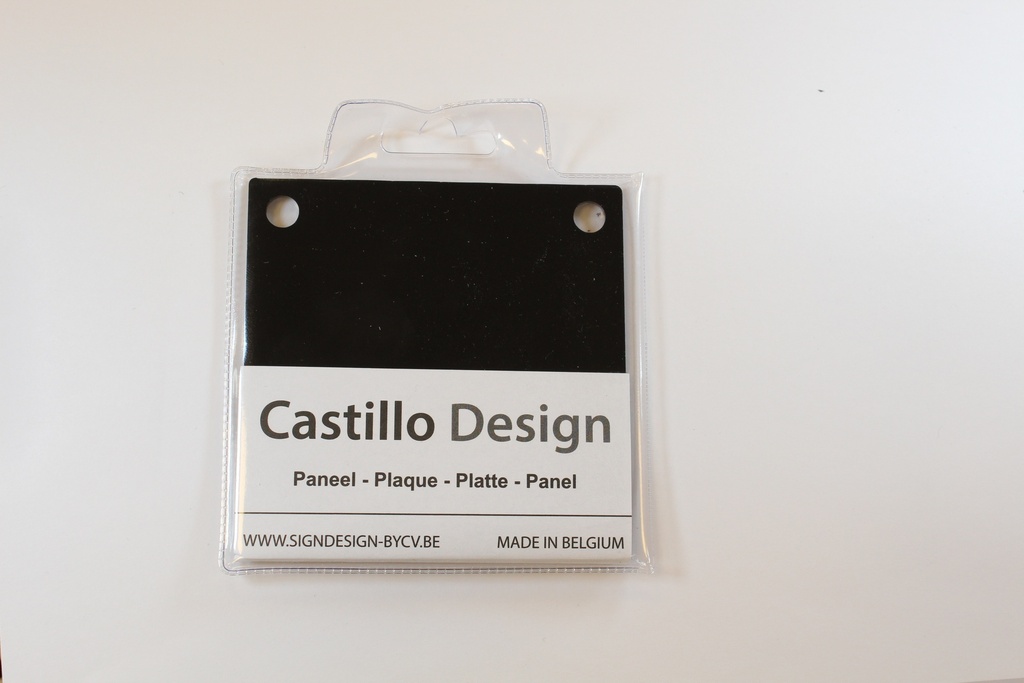 Castillo Design
Paneel - Plaque - Platte - Panel
WWW.SIGNDESIGN-BYCV.BE MADE IN BELGIUM